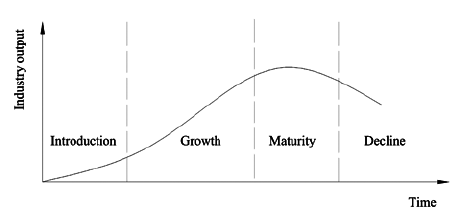 Industry output
Introduction
Growth
Maturity
Decline
Time